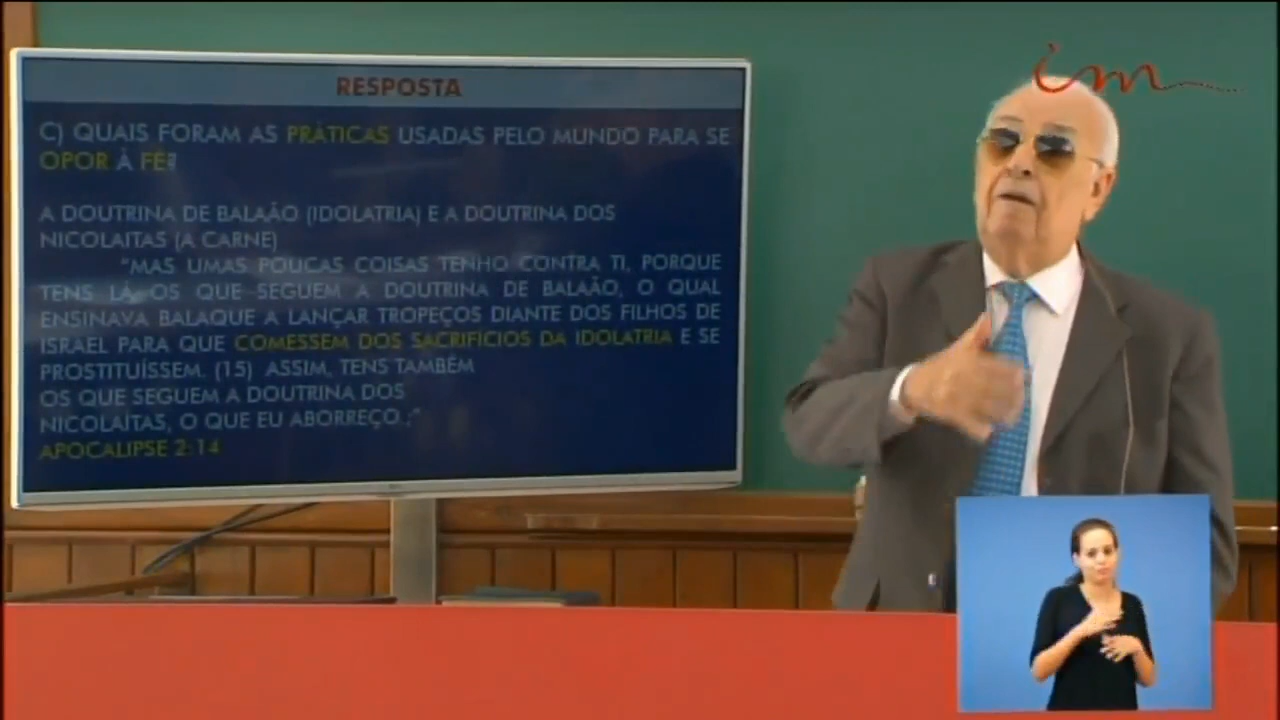 im
RESPOSTA
C) QUAIS FORAM AS PRÁTICAS USADAS PELO MUNDO PARA SE
OPOR À FÉ?
A DOUTRINA DE BALAÃO (IDOLATRIA) E A DOUTRINA DOS
NICOLAITAS (A CARNE)
"MAS UMAS POUCAS COISAS TENHO CONTRA TI, PORQUE
TENS LÁ OS QUE SEGUEM A DOUTRINA DE BALAÃO, O QUAL
ENSINAVA BALAQUE A LANÇAR TROPEÇOS DIANTE DOS FILHOS DE
ISRAEL PARA QUE COMESSEM DOS SACRIFÍCIOS DA IDOLATRIA E SE
PROSTITUÍSSEM. (15) ASSIM, TENS TAMBÉM
OS QUE SEGUEM A DOUTRINA DOS
NICOLAÍTAS, O QUE EU ABORREÇO.;"
APOCALIPSE 2:14